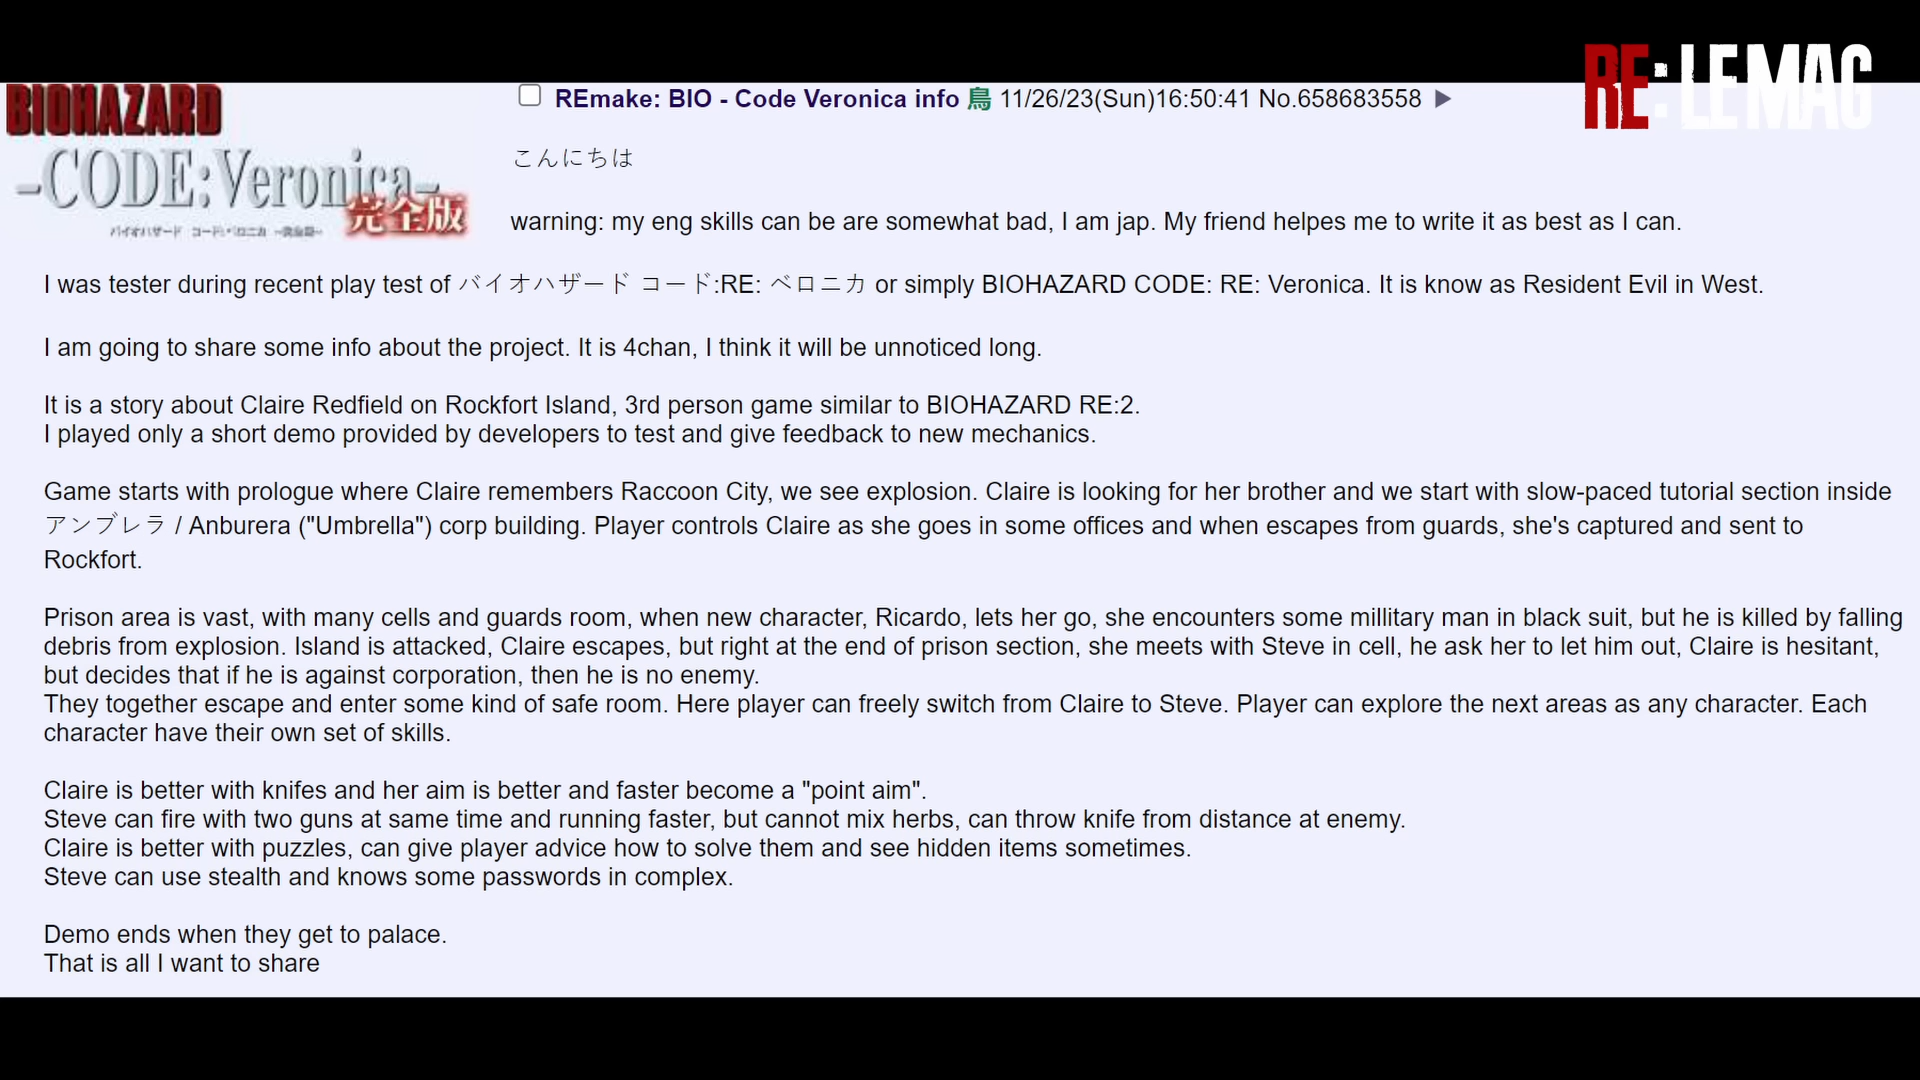 RE:LEMAG
BIOHAZARD
-CODE:Veronica-
完全版
バイオハザード コード:ベロニカ ~完全版~
REmake: BIO - Code Veronica info 鳥 11/26/23(Sun)16:50:41 No.658683558 ▶
こんにちは
warning: my eng skills can be are somewhat bad, I am jap. My friend helpes me to write it as best as I can.
I was tester during recent play test of バイオハザード コード:RE: ベロニカ or simply BIOHAZARD CODE: RE: Veronica. It is know as Resident Evil in West.
I am going to share some info about the project. It is 4chan, I think it will be unnoticed long.
It is a story about Claire Redfield on Rockfort Island, 3rd person game similar to BIOHAZARD RE:2.
I played only a short demo provided by developers to test and give feedback to new mechanics.
Game starts with prologue where Claire remembers Raccoon City, we see explosion. Claire is looking for her brother and we start with slow-paced tutorial section inside
アンブレラ / Anburera ("Umbrella") corp building. Player controls Claire as she goes in some offices and when escapes from guards, she's captured and sent to
Rockfort.
Prison area is vast, with many cells and guards room, when new character, Ricardo, lets her go, she encounters some millitary man in black suit, but he is killed by falling
debris from explosion. Island is attacked, Claire escapes, but right at the end of prison section, she meets with Steve in cell, he ask her to let him out, Claire is hesitant,
but decides that if he is against corporation, then he is no enemy.
They together escape and enter some kind of safe room. Here player can freely switch from Claire to Steve. Player can explore the next areas as any character. Each
character have their own set of skills.
Claire is better with knifes and her aim is better and faster become a "point aim".
Steve can fire with two guns at same time and running faster, but cannot mix herbs, can throw knife from distance at enemy.
Claire is better with puzzles, can give player advice how to solve them and see hidden items sometimes.
Steve can use stealth and knows some passwords in complex.
Demo ends when they get to palace.
That is all I want to share